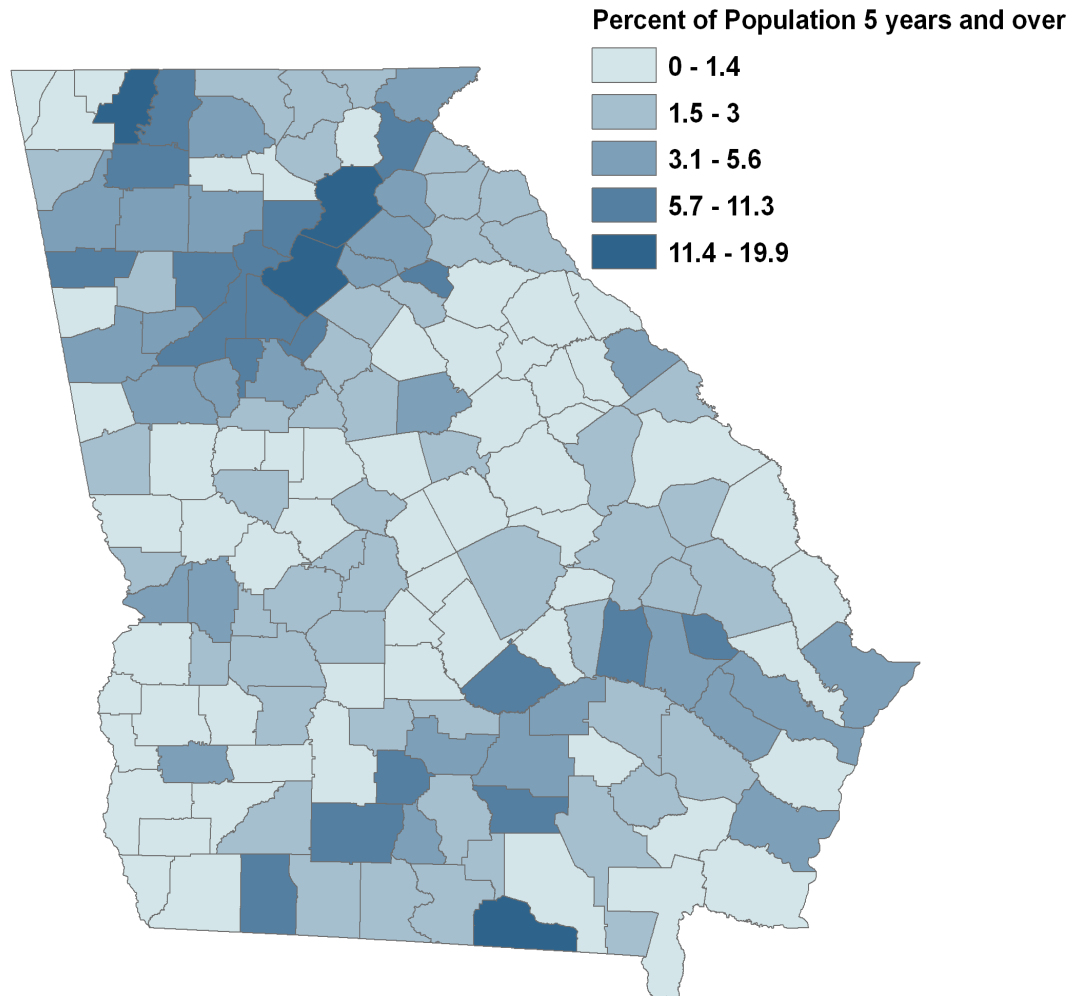 Percent of Population 5 years and over
0 - 1.4
1.5 - 3
3.1 - 5.6
5.7 - 11.3
11.4 - 19.9